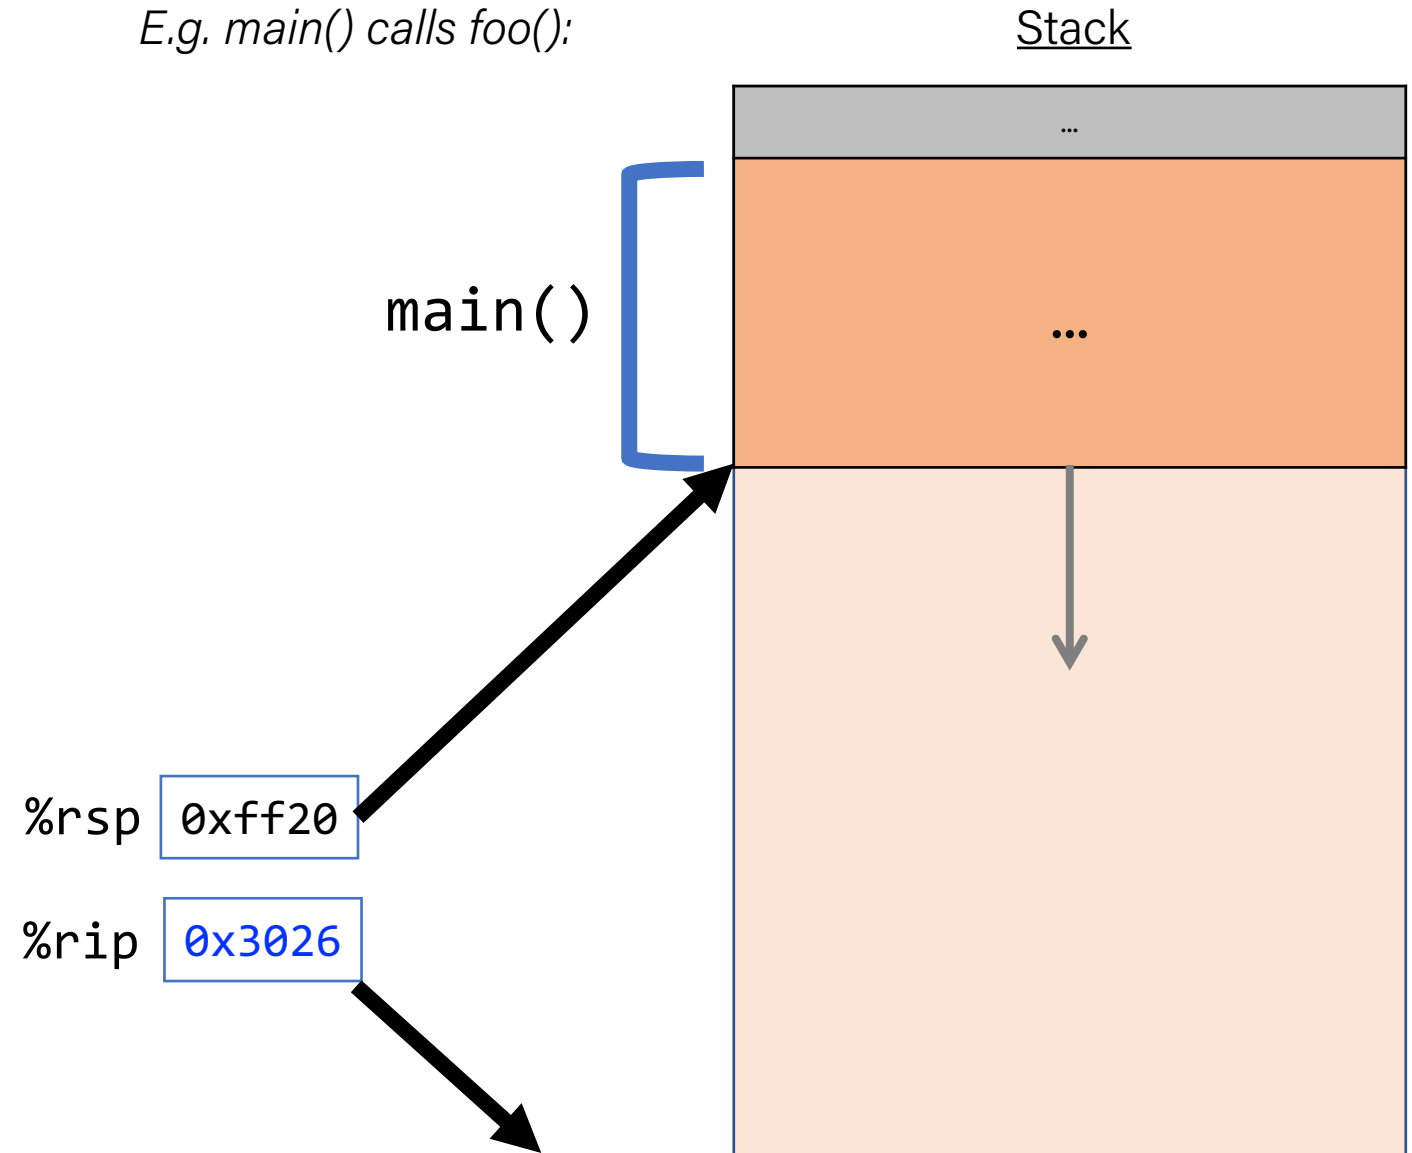 E.g. main() calls foo():
Stack
…
main()
…
%rsp 0xff20
%rip 0x3026